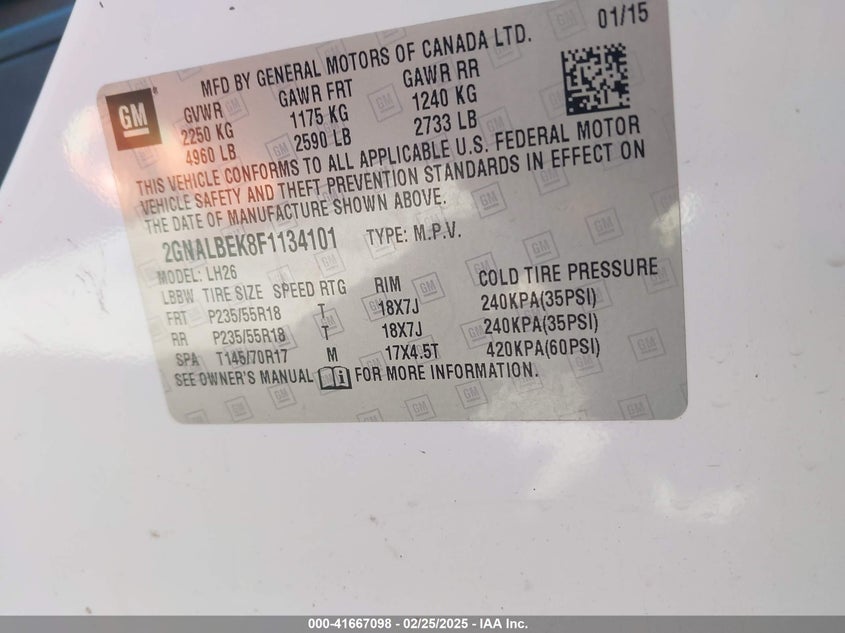 01/15
MFD BY GENERAL MOTORS OF CANADA LTD.
GM
GVWR GAWR FRT GAWR RR
2250 KG 1175 KG 1240 KG
4960 LB 2590 LB 2733 LB
THIS VEHICLE CONFORMS TO ALL APPLICABLE U.S. FEDERAL MOTOR
VEHICLE SAFETY AND THEFT PREVENTION STANDARDS IN EFFECT ON
THE DATE OF MANUFACTURE SHOWN ABOVE.
2GNALBEK8F1134101 TYPE: M.P.V.
MODEL: LH26
LBBW TIRE SIZE SPEED RTG RIM COLD TIRE PRESSURE
FRT P235/55R18 T 18X7J 240KPA(35PSI)
RR P235/55R18 T 18X7J 240KPA(35PSI)
SPA T145/70R17 M 17X4.5T 420KPA(60PSI)
SEE OWNER'S MANUAL FOR MORE INFORMATION.
000-41667098 - 02/25/2025 - IAA Inc.